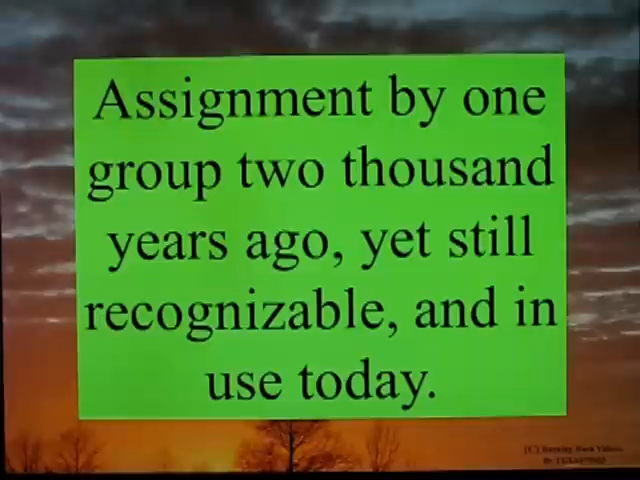 Assignment by one
group two thousand
years ago, yet still
recognizable, and in
use today.